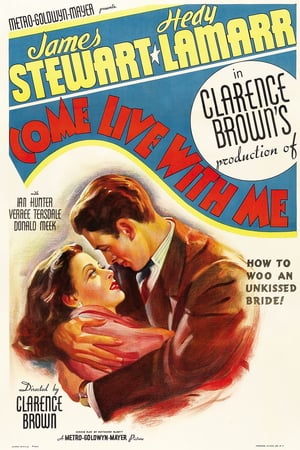 METRO-GOLDWYN-MAYER
Presents
James Hedy
STEWART★LAMARR
in
CLARENCE
BROWN'S
production of
COME LIVE WITH ME
with
IAN HUNTER
VERREE TEASDALE
DONALD MEEK
HOW TO
WOO AN
UNKISSED
BRIDE!
Directed by
CLARENCE
BROWN
A METRO-GOLDWYN-MAYER Picture